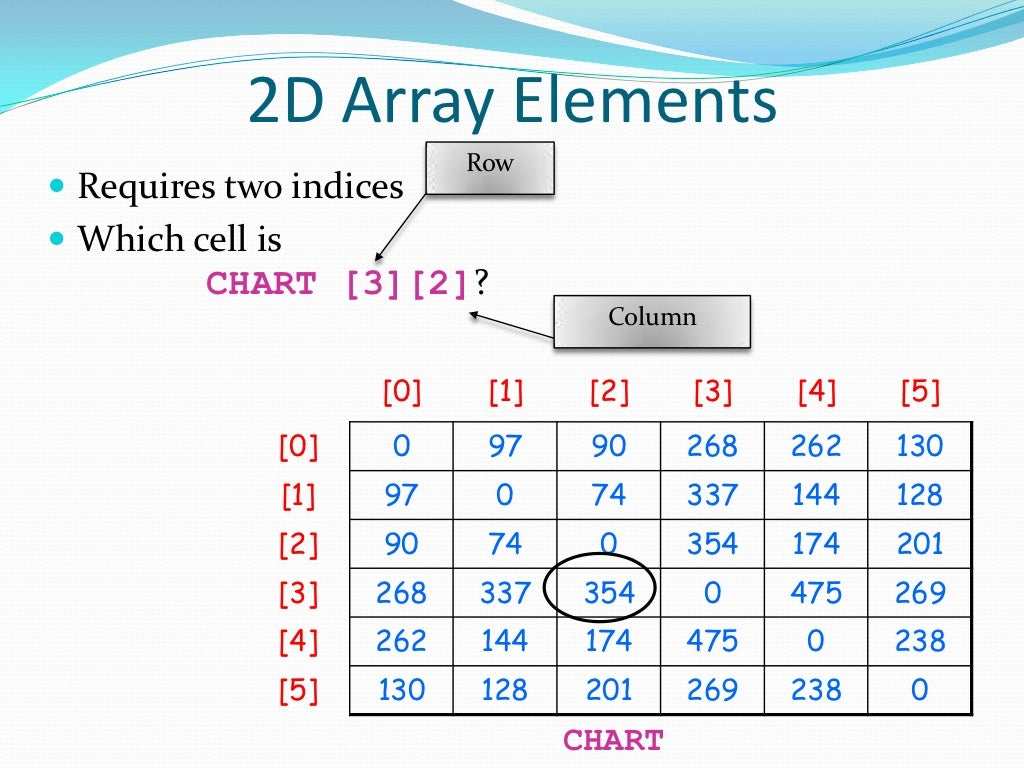 2D Array Elements
Row
• Requires two indices
• Which cell is
CHART [3][2]?
Column
[0] [1] [2] [3] [4] [5]
[0] 0 97 90 268 262 130
[1] 97 0 74 337 144 128
[2] 90 74 0 354 174 201
[3] 268 337 354 0 475 269
[4] 262 144 174 475 0 238
[5] 130 128 201 269 238 0
CHART